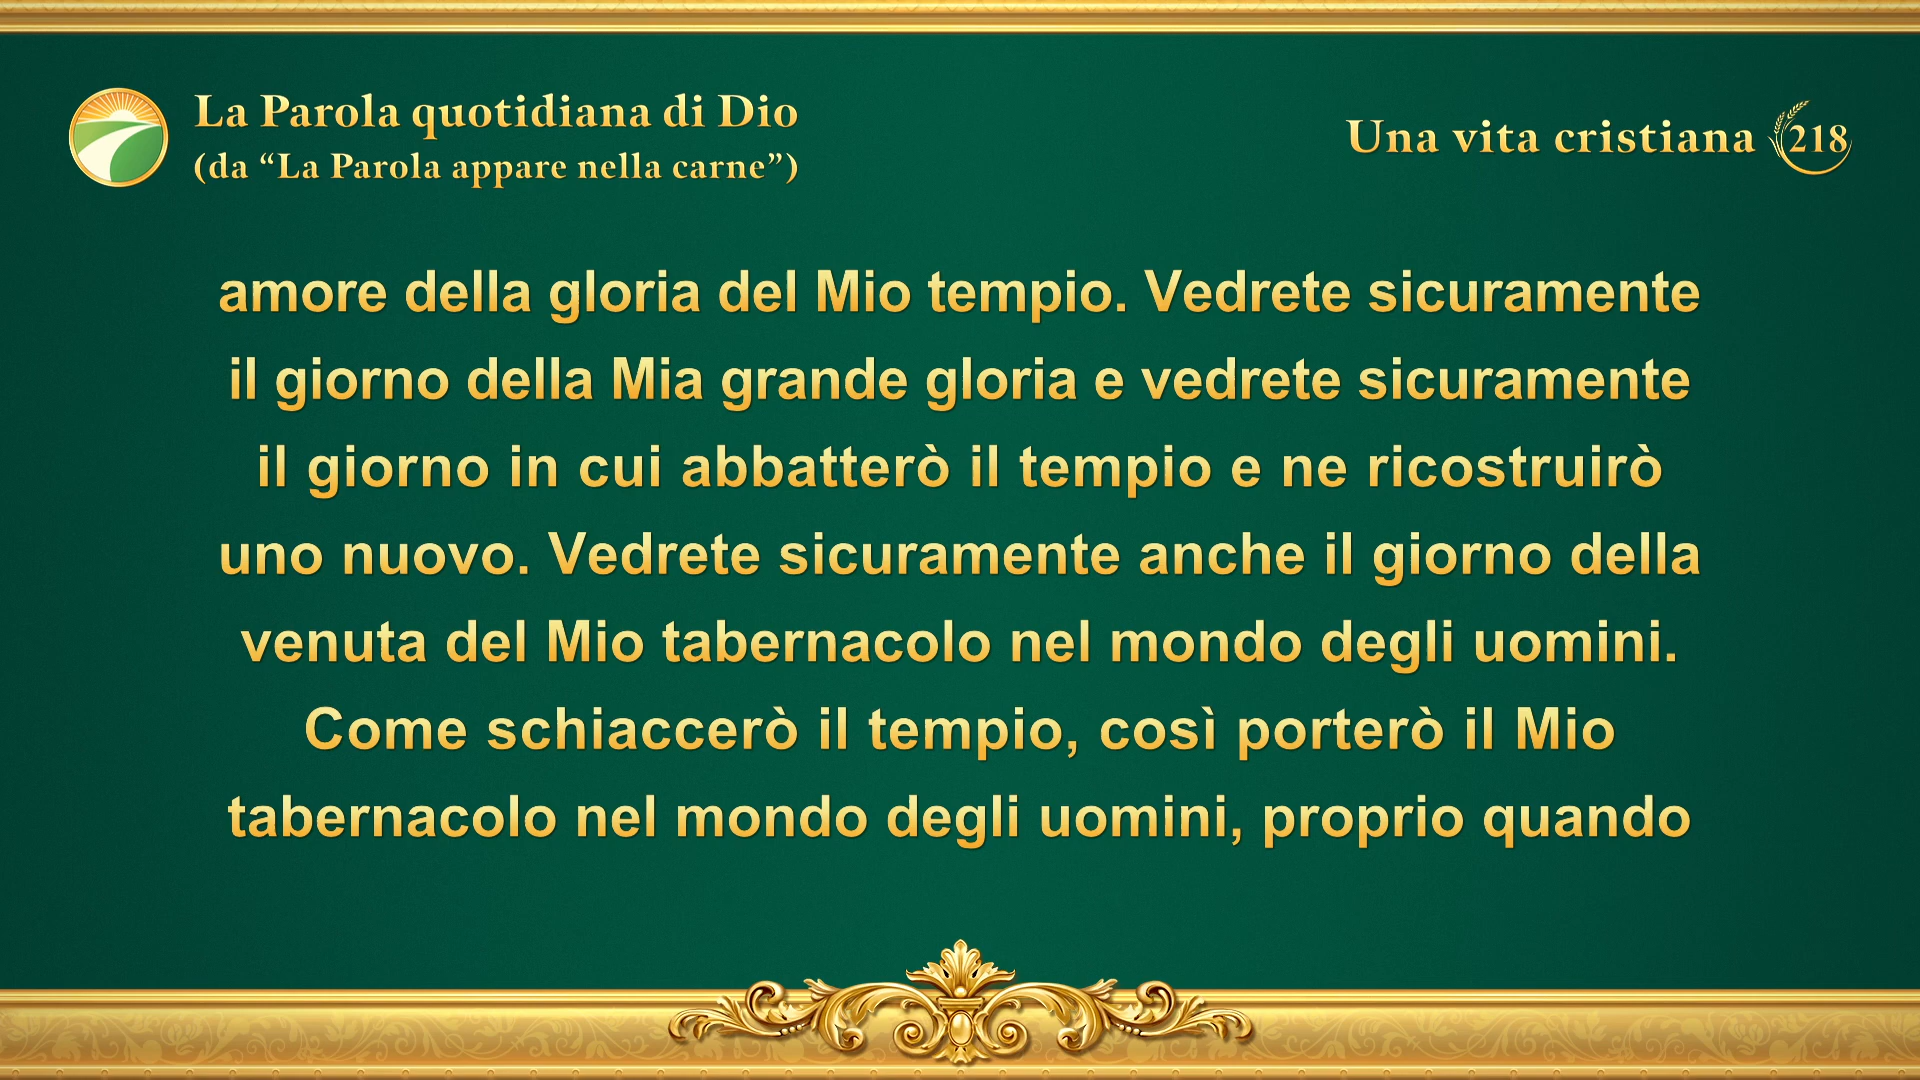 La Parola quotidiana di Dio
(da “La Parola appare nella carne”)
Una vita cristiana 218
amore della gloria del Mio tempio. Vedrete sicuramente
il giorno della Mia grande gloria e vedrete sicuramente
il giorno in cui abbatterò il tempio e ne ricostruirò
uno nuovo. Vedrete sicuramente anche il giorno della
venuta del Mio tabernacolo nel mondo degli uomini.
Come schiaccerò il tempio, così porterò il Mio
tabernacolo nel mondo degli uomini, proprio quando